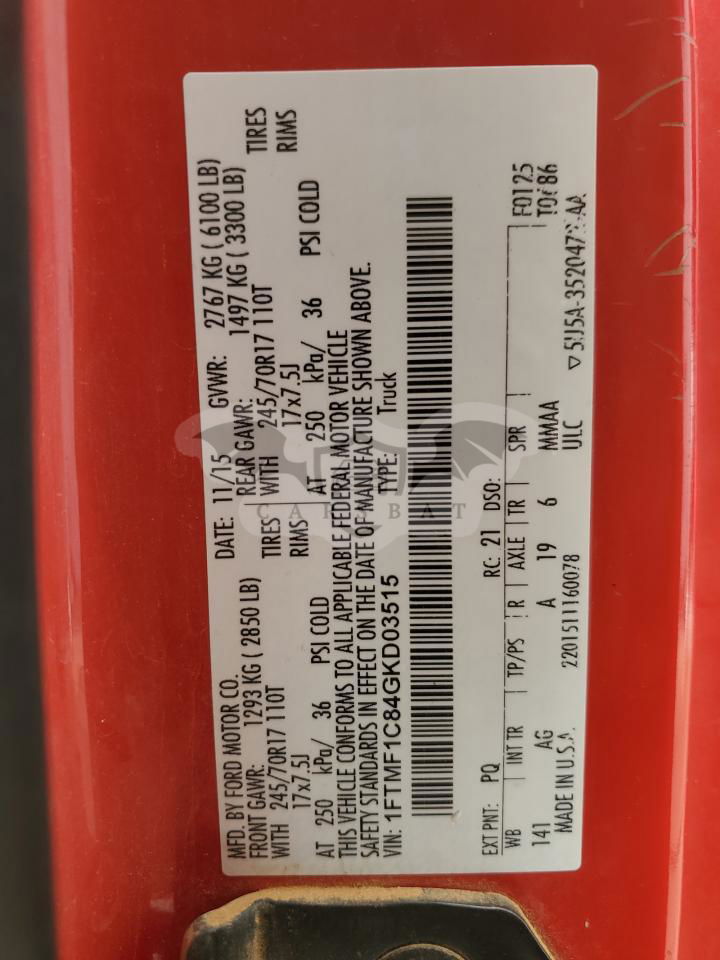 MFD. BY FORD MOTOR CO. DATE: 11/15 GVWR: 2767 KG ( 6100 LB)
FRONT GAWR: 1293 KG ( 2850 LB) REAR GAWR: 1497 KG ( 3300 LB)
WITH 245/70R17 110T TIRES WITH 245/70R17 110T TIRES
17x7.5J RIMS 17x7.5J RIMS
AT 250 kPa/ 36 PSI COLD AT 250 kPa/ 36 PSI COLD
THIS VEHICLE CONFORMS TO ALL APPLICABLE FEDERAL MOTOR VEHICLE
SAFETY STANDARDS IN EFFECT ON THE DATE OF MANUFACTURE SHOWN ABOVE.
VIN: 1FTMF1C84GKD03515 TYPE: Truck
EXT PNT: PQ RC: 21 DSO: F0125
WB INT TR TP/PS R AXLE TR SPR T0686
141 AG A 19 6 MMAA
MADE IN U.S.A. 2201511160078 ULC
CARSBAT